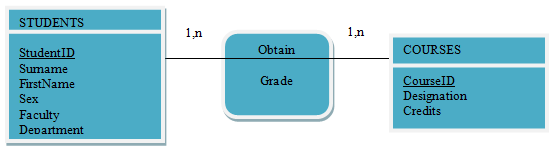 STUDENTS
StudentID
Surname
FirstName
Sex
Faculty
Department
1,n
Obtain
Grade
1,n
COURSES
CourseID
Designation
Credits